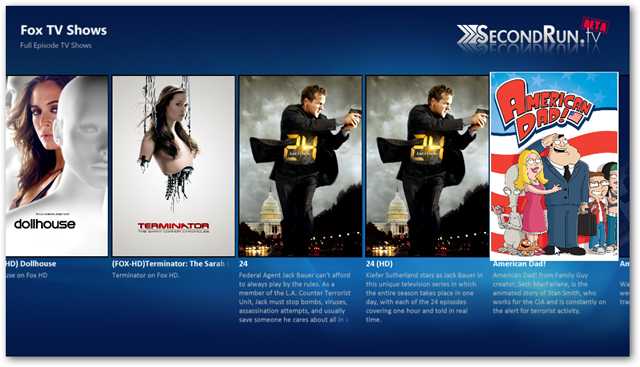 Fox TV Shows
Full Episode TV Shows
SECONDRUN.TV
BETA
dollhouse
TERMINATOR
THE SARAH CONNOR CHRONICLES
24
24
AMERICAN DAD!
HD) Dollhouse
use on Fox HD
(FOX-HD)Terminator: The Sarah
Terminator on FOX HD.
24
Federal Agent Jack Bauer can't afford
to always play by the rules. As a
member of the L.A. Counter Terrorist
Unit, Jack must stop bombs, viruses,
assassination attempts, and usually
save someone he cares about all in
24 (HD)
Kiefer Sutherland stars as Jack Bauer in
this unique television series in which
the entire season takes place in one
day, with each of the 24 episodes
covering one hour and told in real
time.
American Dad!
American Dad! from Family Guy
creator, Seth MacFarlane, is the
animated story of Stan Smith, who
works for the CIA and is constantly on
the alert for terrorist activity.